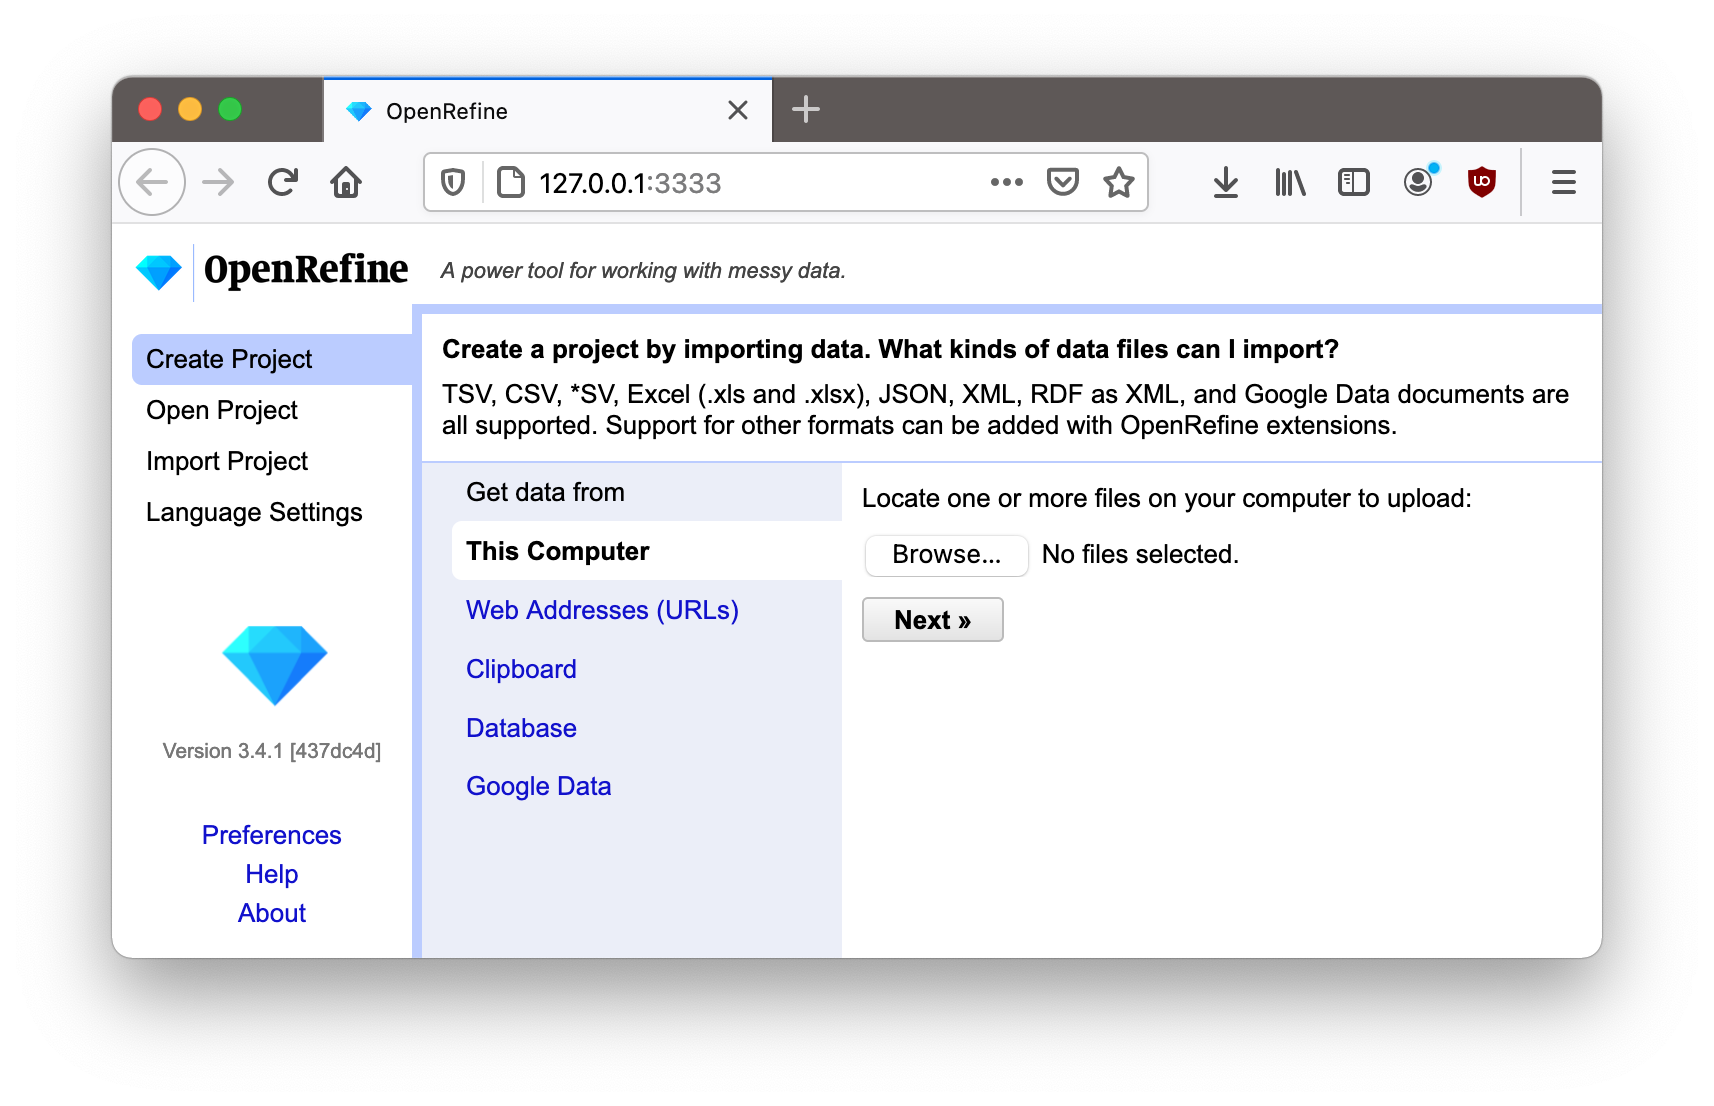 OpenRefine
127.0.0.1:3333
OpenRefine
A power tool for working with messy data.
Create Project
Open Project
Import Project
Language Settings
Version 3.4.1 [437dc4d]
Preferences
Help
About
Create a project by importing data. What kinds of data files can I import?
TSV, CSV, *SV, Excel (.xls and .xlsx), JSON, XML, RDF as XML, and Google Data documents are
all supported. Support for other formats can be added with OpenRefine extensions.
Get data from
This Computer
Web Addresses (URLs)
Clipboard
Database
Google Data
Locate one or more files on your computer to upload:
Browse... No files selected.
Next »